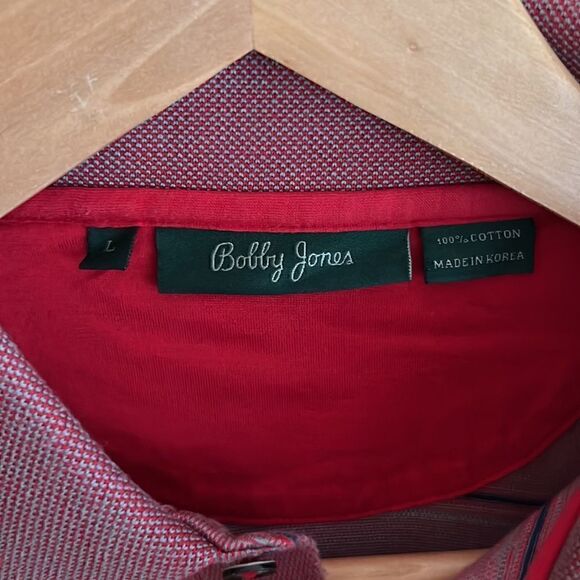 L
Bobby Jones
100% COTTON
MADE IN KOREA